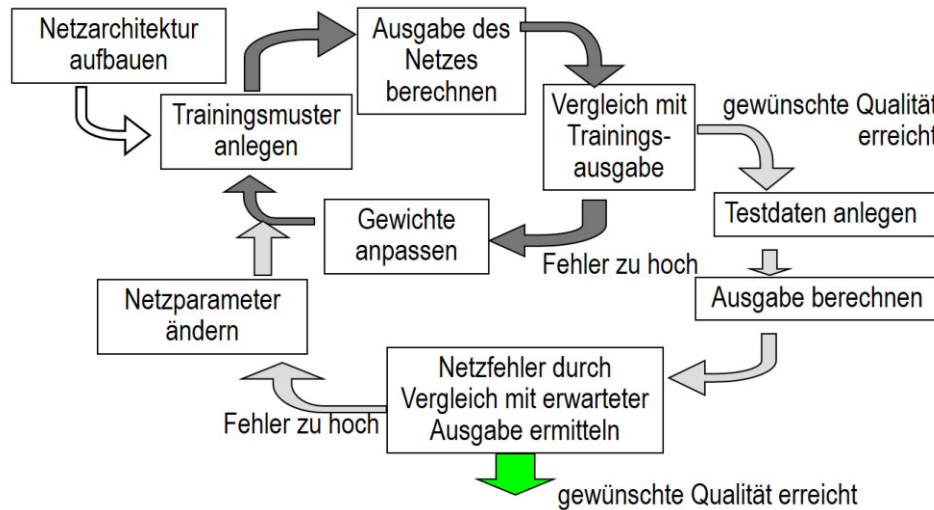 Netzarchitektur
aufbauen
Ausgabe des
Netzes
berechnen
Trainingsmuster
anlegen
Vergleich mit
Trainings-
ausgabe
gewünschte Qualität
erreicht
Testdaten anlegen
Gewichte
anpassen
Fehler zu hoch
Ausgabe berechnen
Netzparameter
ändern
Netzfehler durch
Vergleich mit erwarteter
Ausgabe ermitteln
Fehler zu hoch
gewünschte Qualität erreicht